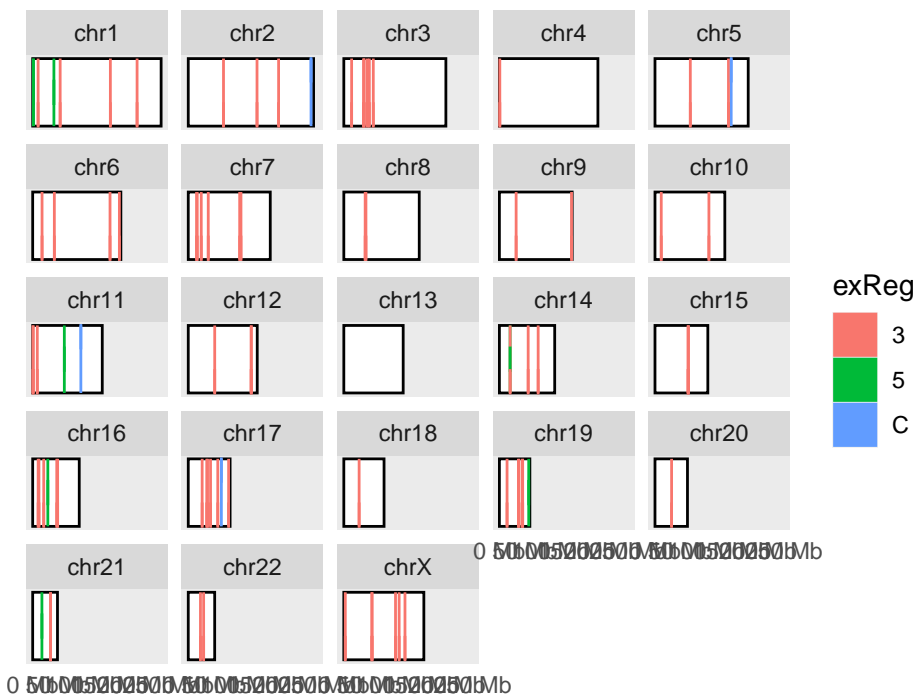 chr1 chr2 chr3 chr4 chr5
chr6 chr7 chr8 chr9 chr10
exReg
3
5
C
chr11 chr12 chr13 chr14 chr15
chr16 chr17 chr18 chr19 chr20
chr21 chr22 chrX